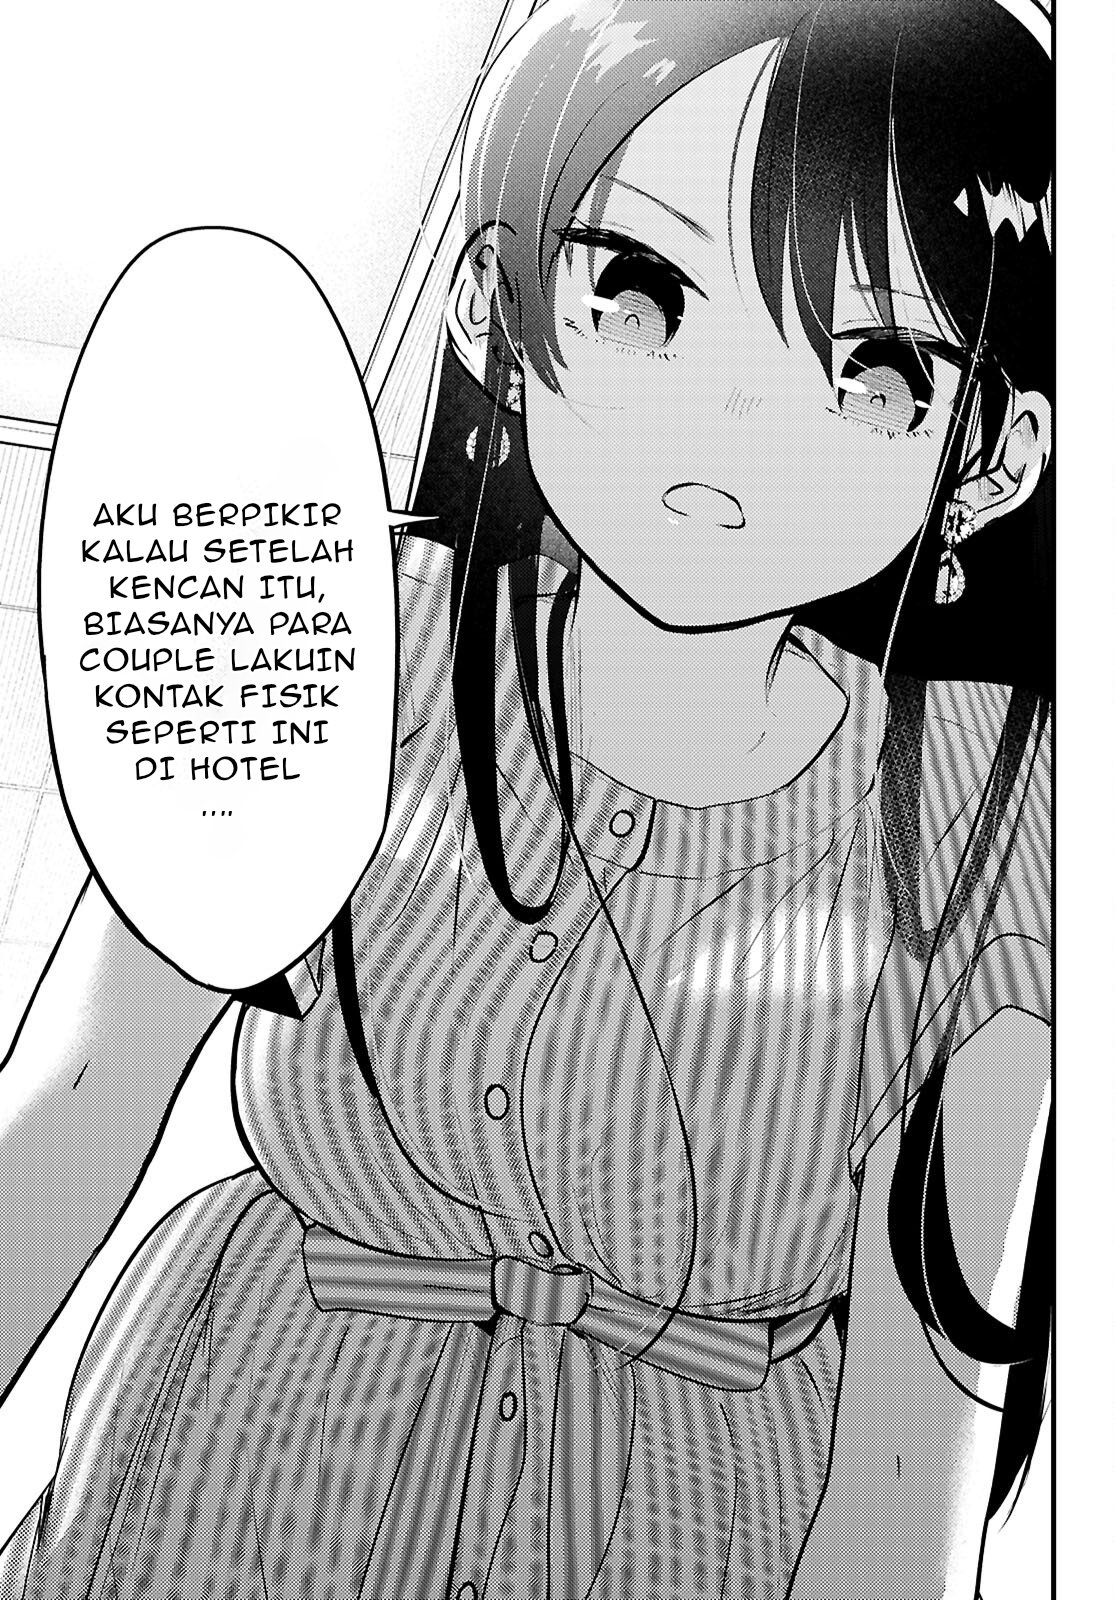 AKU BERPIKIR
KALAU SETELAH
KENCAN ITU,
BIASANYA PARA
COUPLE LAKUIN
KONTAK FISIK
SEPERTI INI
DI HOTEL
....